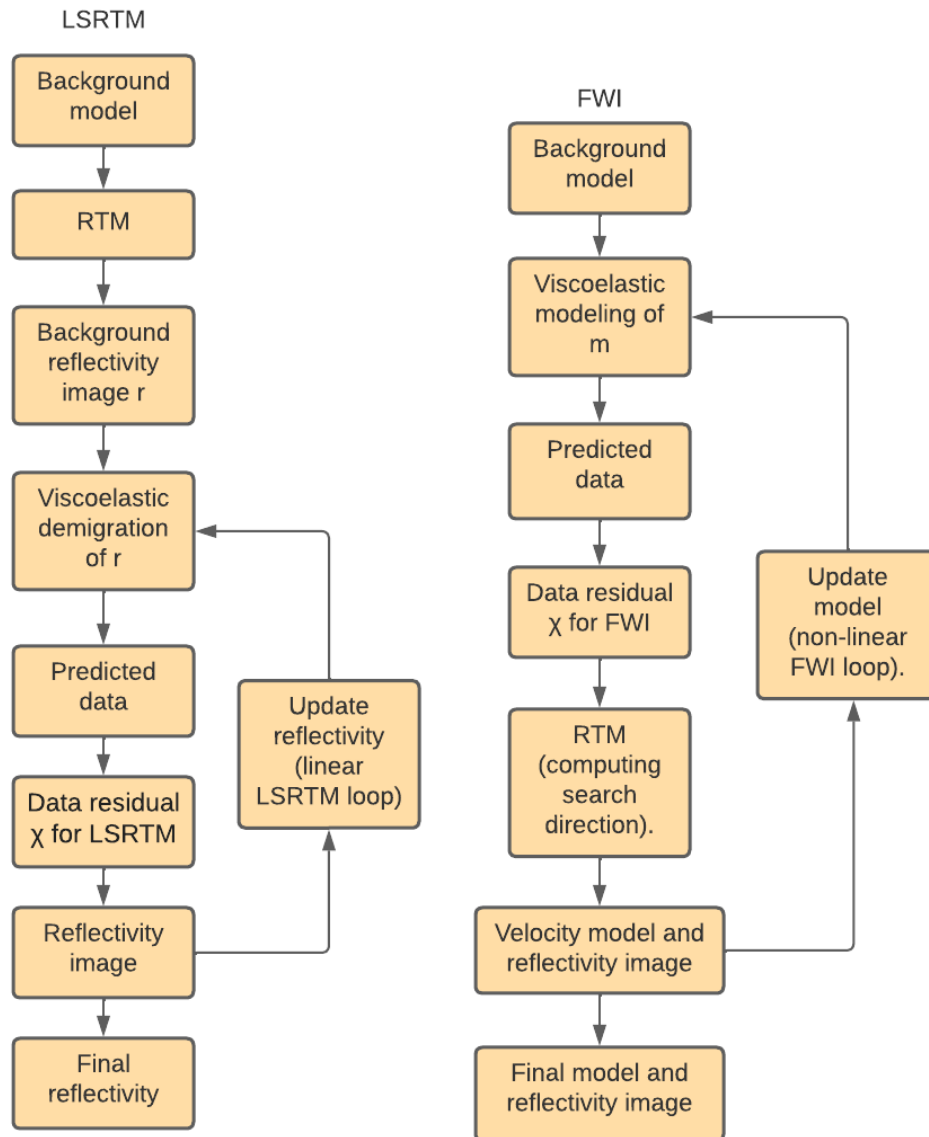 LSRTM
Background
model
RTM
Background
reflectivity
image r
Viscoelastic
demigration
of r
Predicted
data
Data residual
χ for LSRTM
Reflectivity
image
Final
reflectivity
Update
reflectivity
(linear
LSRTM loop)
FWI
Background
model
Viscoelastic
modeling of
m
Predicted
data
Data residual
χ for FWI
RTM
(computing
search
direction).
Velocity model and
reflectivity image
Final model and
reflectivity image
Update
model
(non-linear
FWI loop).